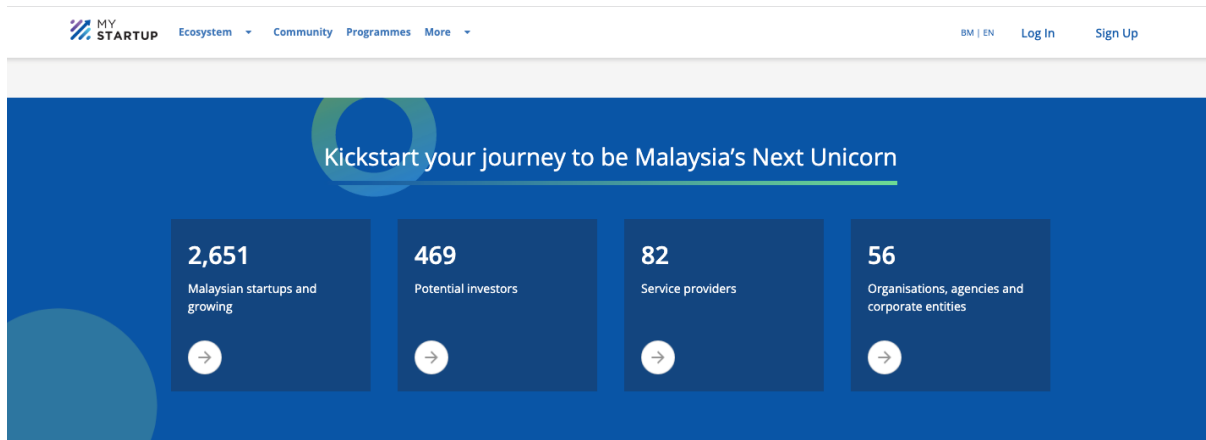 MY
STARTUP
Ecosystem
Community
Programmes
More
BM | EN
Log In
Sign Up
Kickstart your journey to be Malaysia’s Next Unicorn
2,651
Malaysian startups and
growing
469
Potential investors
82
Service providers
56
Organisations, agencies and
corporate entities